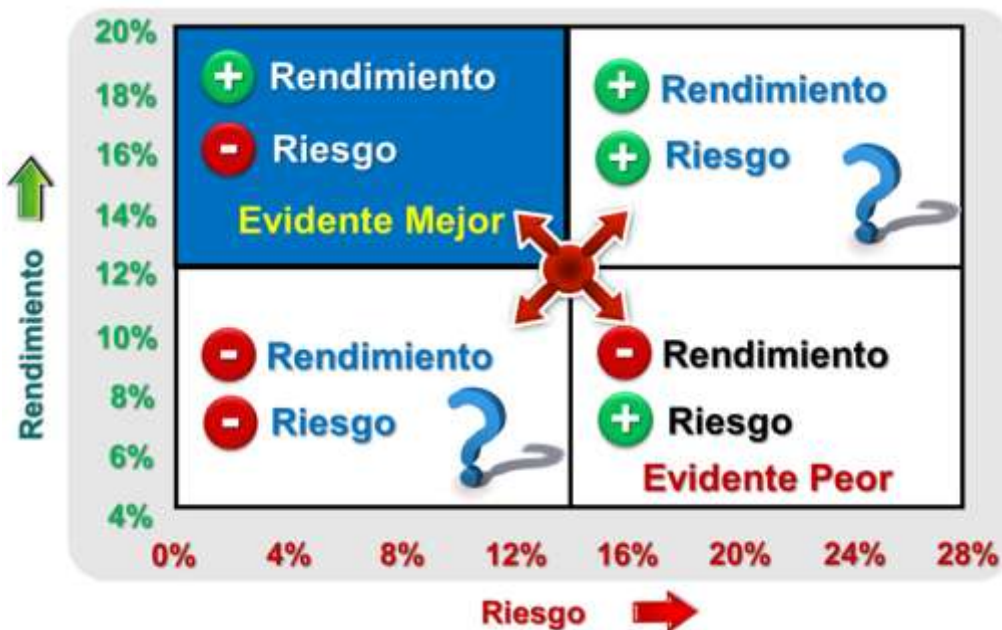 20%
18%
16%
14%
12%
10%
8%
6%
4%
Rendimiento
+ Rendimiento
- Riesgo
Evidente Mejor
+ Rendimiento
+ Riesgo
?
- Rendimiento
- Riesgo
?
- Rendimiento
+ Riesgo
Evidente Peor
0% 4% 8% 12% 16% 20% 24% 28%
Riesgo